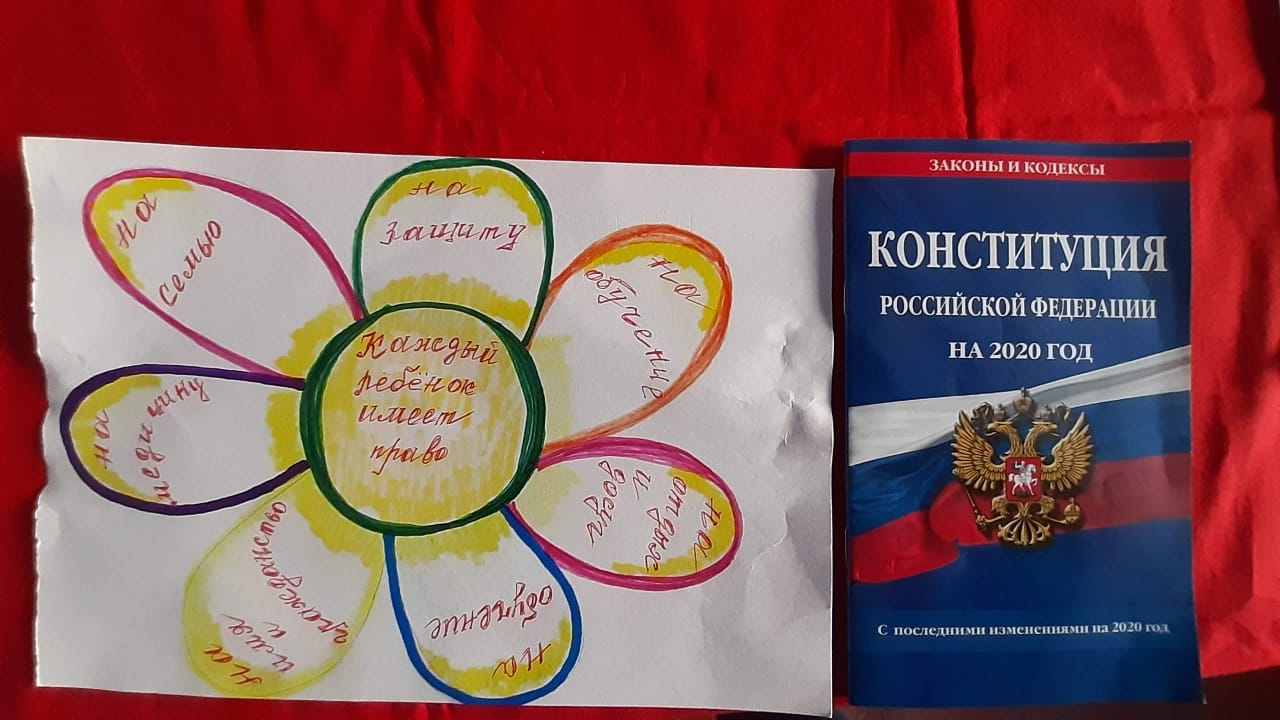 Каждый
ребёнок
имеет
право
на
семью
на
защиту
на
обучение
на
отдых
и
досуг
на
обучение
на
имя
и
гражданство
на
медицину
ЗАКОНЫ И КОДЕКСЫ
КОНСТИТУЦИЯ
РОССИЙСКОЙ ФЕДЕРАЦИИ
НА 2020 ГОД
С последними изменениями на 2020 год